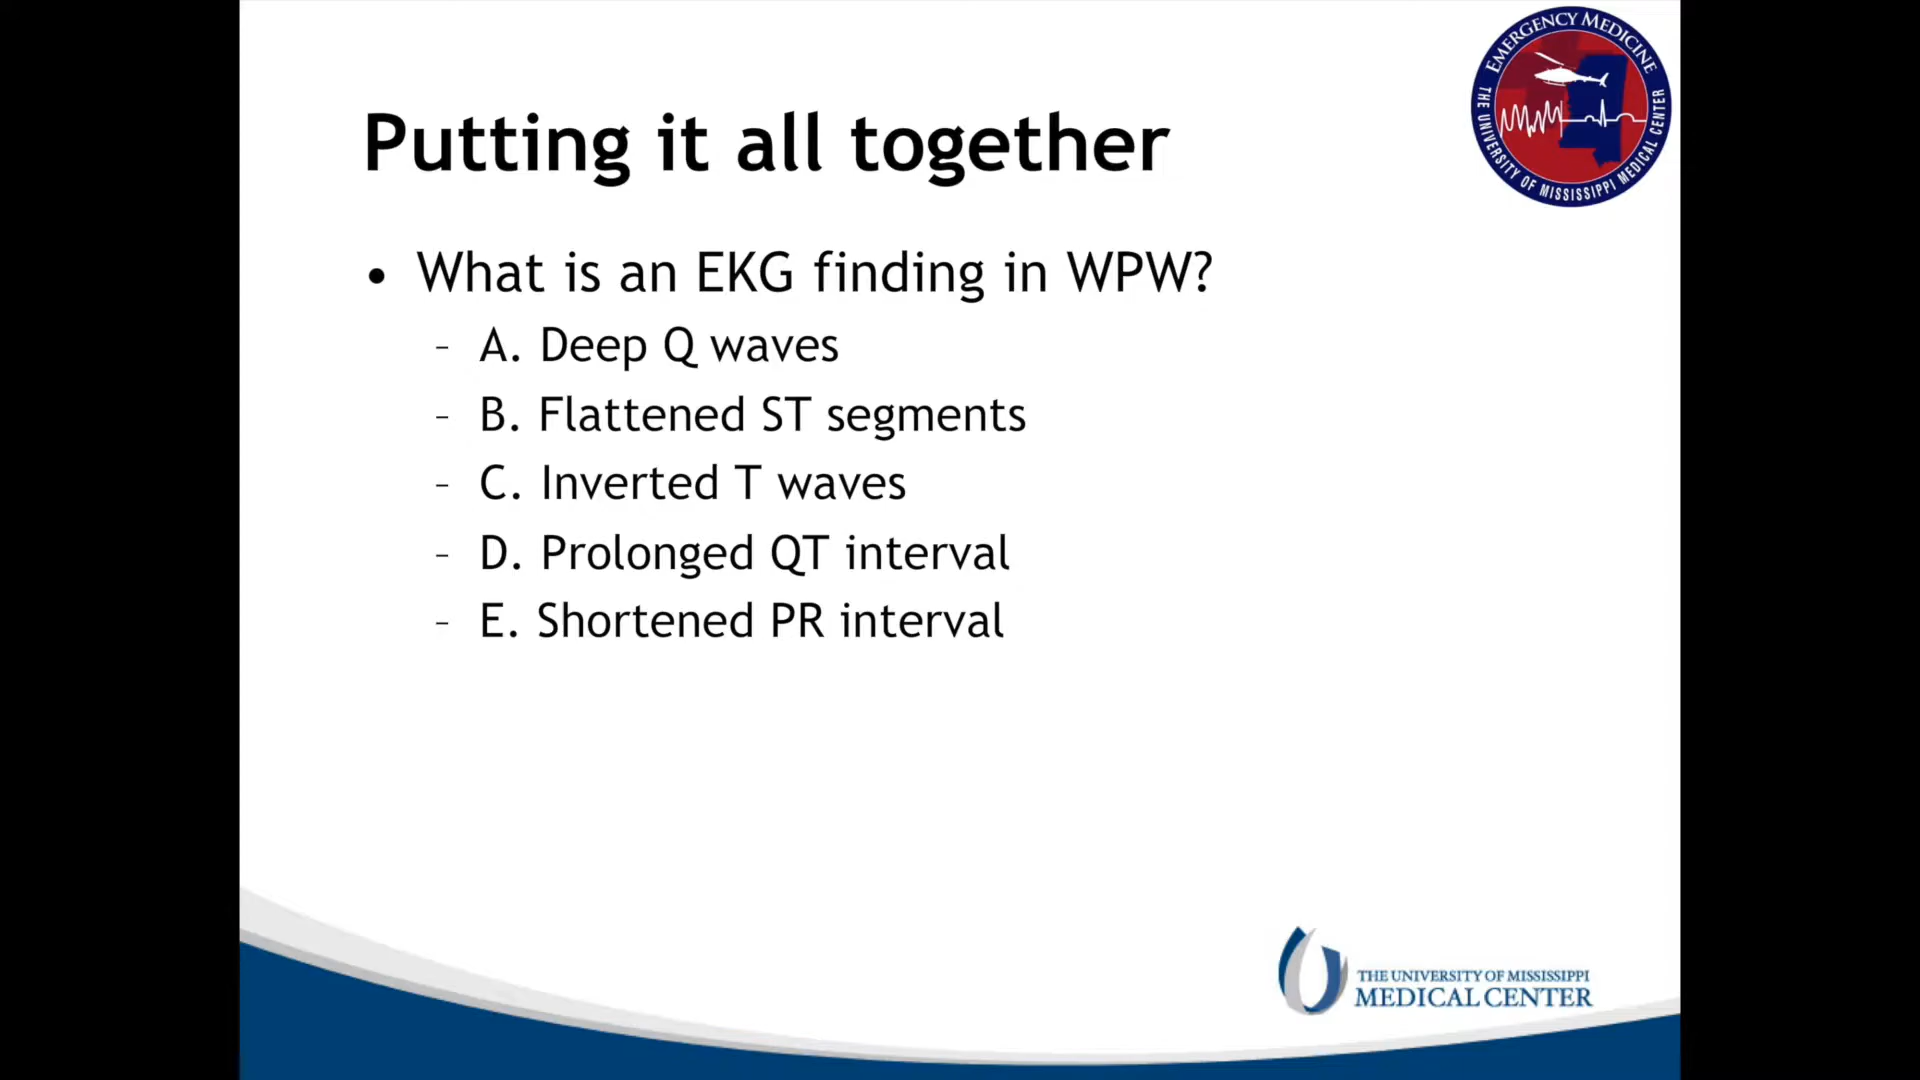 EMERGENCY MEDICINE
THE UNIVERSITY OF MISSISSIPPI MEDICAL CENTER
Putting it all together
• What is an EKG finding in WPW?
– A. Deep Q waves
– B. Flattened ST segments
– C. Inverted T waves
– D. Prolonged QT interval
– E. Shortened PR interval
THE UNIVERSITY OF MISSISSIPPI
MEDICAL CENTER